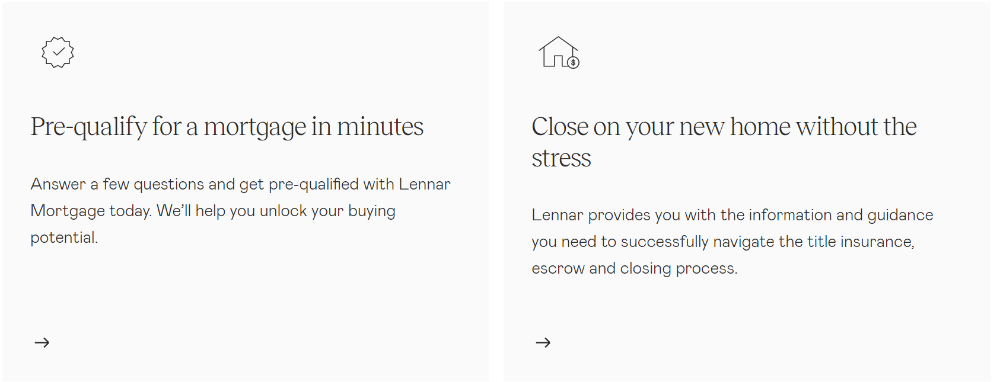 Pre-qualify for a mortgage in minutes
Answer a few questions and get pre-qualified with Lennar
Mortgage today. We’ll help you unlock your buying
potential.
$
Close on your new home without the
stress
Lennar provides you with the information and guidance
you need to successfully navigate the title insurance,
escrow and closing process.